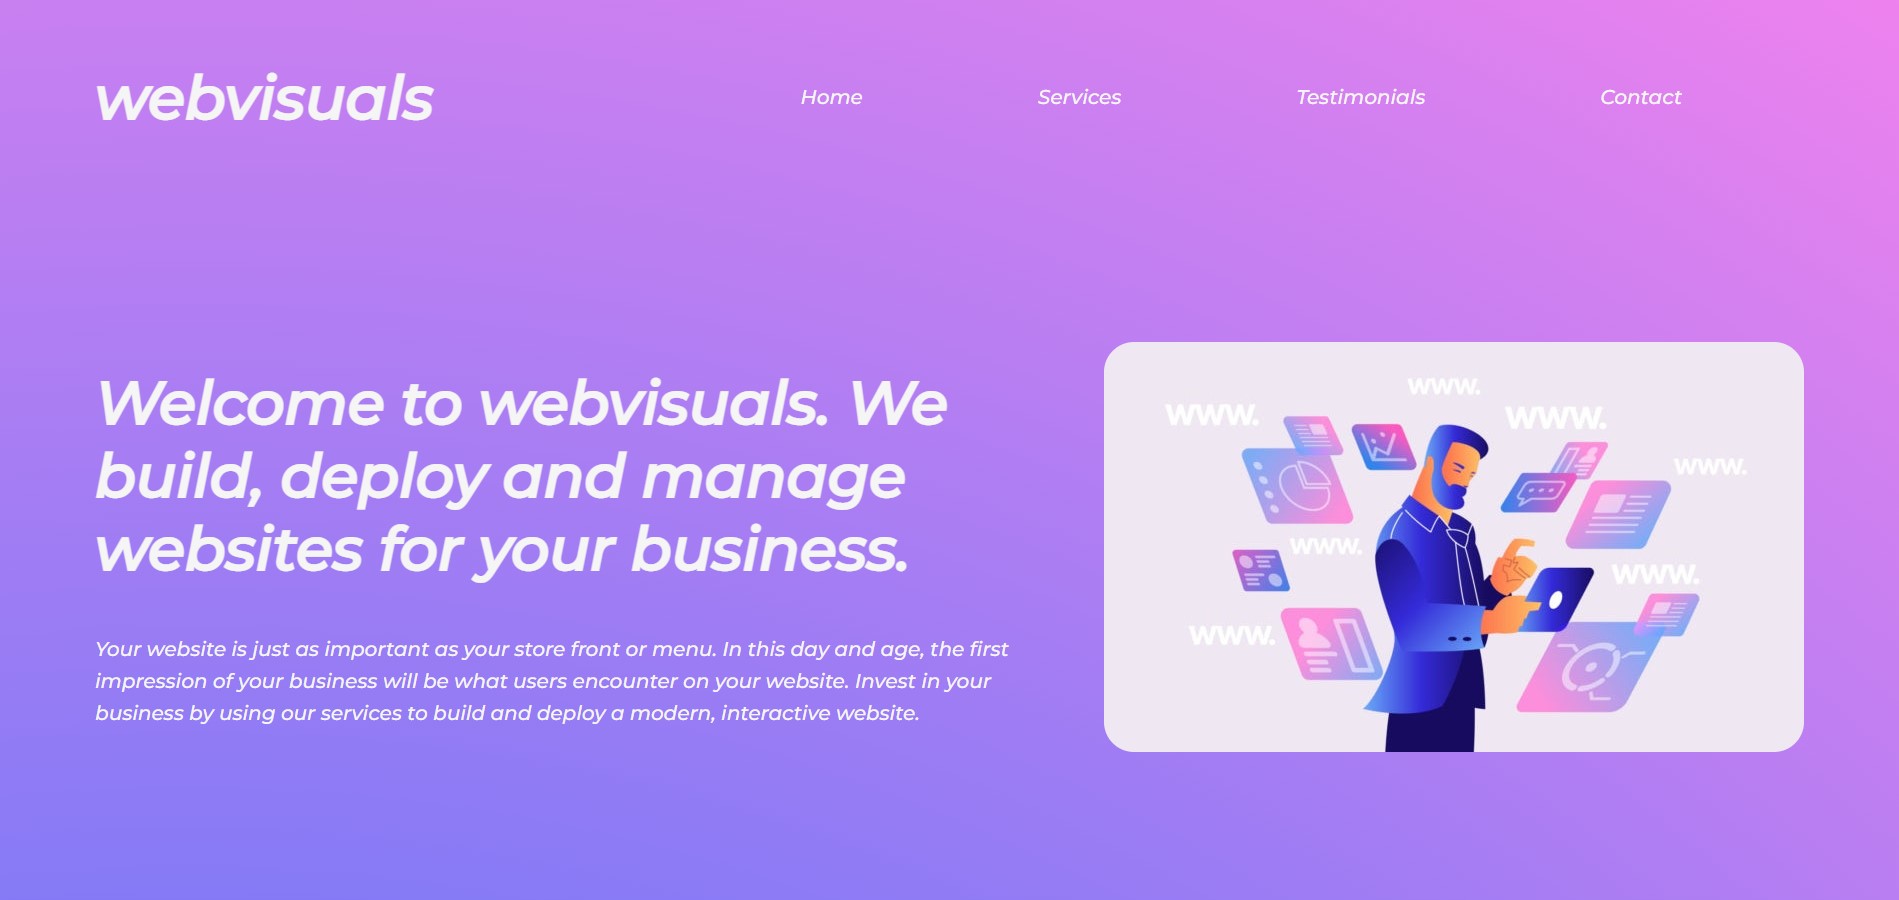 webvisuals
Home
Services
Testimonials
Contact
Welcome to webvisuals. We
build, deploy and manage
websites for your business.
Your website is just as important as your store front or menu. In this day and age, the first
impression of your business will be what users encounter on your website. Invest in your
business by using our services to build and deploy a modern, interactive website.
www.
www.
www.
www.
www.
www.
www.